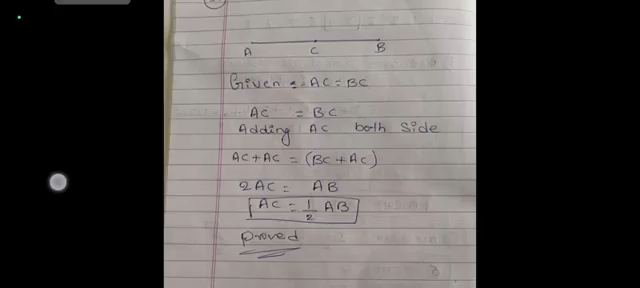 A C B
Given :- AC = BC
AC = BC
Adding AC both side
AC + AC = (BC + AC)
2AC = AB
AC = 1/2 AB
Proved